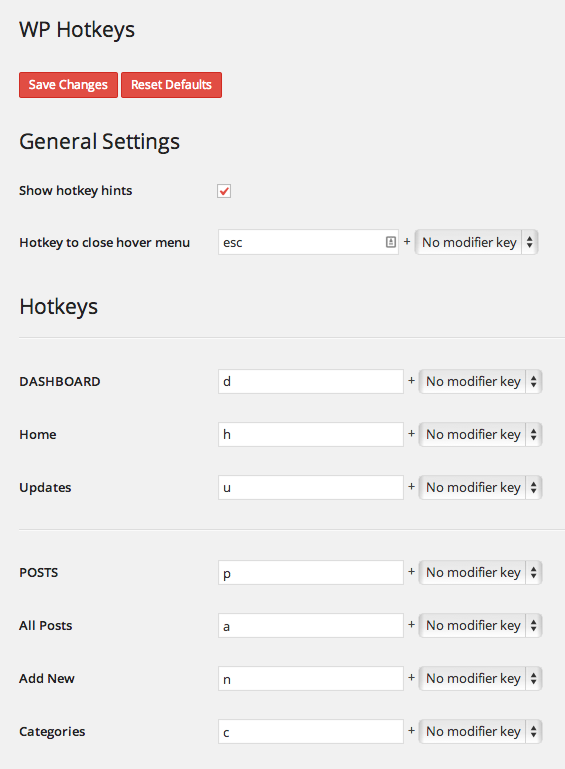 WP Hotkeys
Save Changes Reset Defaults
General Settings
Show hotkey hints
Hotkey to close hover menu esc + No modifier key
Hotkeys
DASHBOARD d + No modifier key
Home h + No modifier key
Updates u + No modifier key
POSTS p + No modifier key
All Posts a + No modifier key
Add New n + No modifier key
Categories c + No modifier key